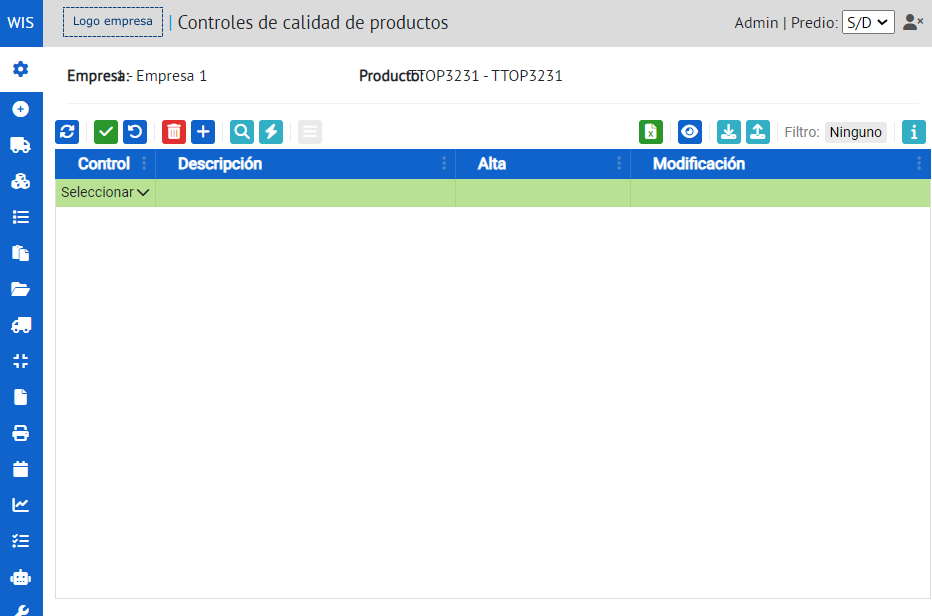 WIS
Logo empresa
| Controles de calidad de productos
Admin | Predio: S/D
Empresa: 1 - Empresa 1
Producto: TTOP3231 - TTOP3231
Filtro: Ninguno
Control Descripción Alta Modificación
Seleccionar